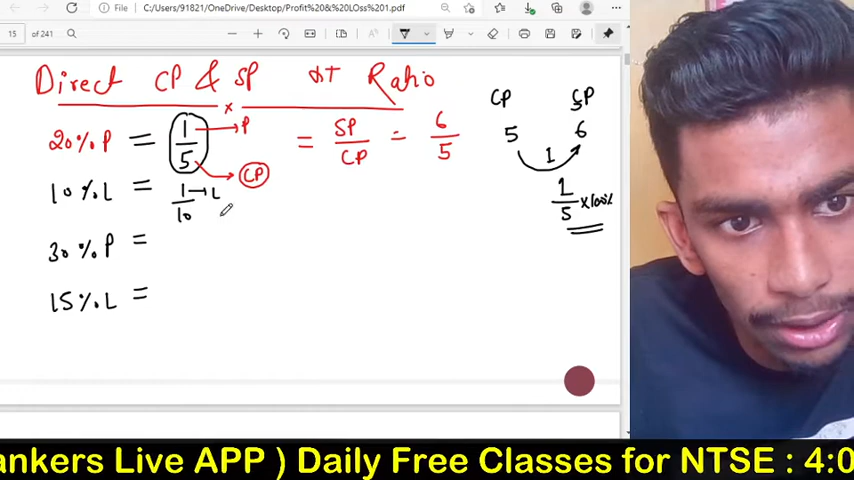 File C:/Users/91821/OneDrive/Desktop/Profit%20&%20LOss%201.pdf
15 of 241
Direct CP & SP Ratio
CP SP
20%P = 1/5 → P → CP = SP/CP = 6/5
5 6
1
10%L = 1/10 → L
1/5 × 100%
30%P =
15%L =
ankers Live APP ) Daily Free Classes for NTSE : 4:0